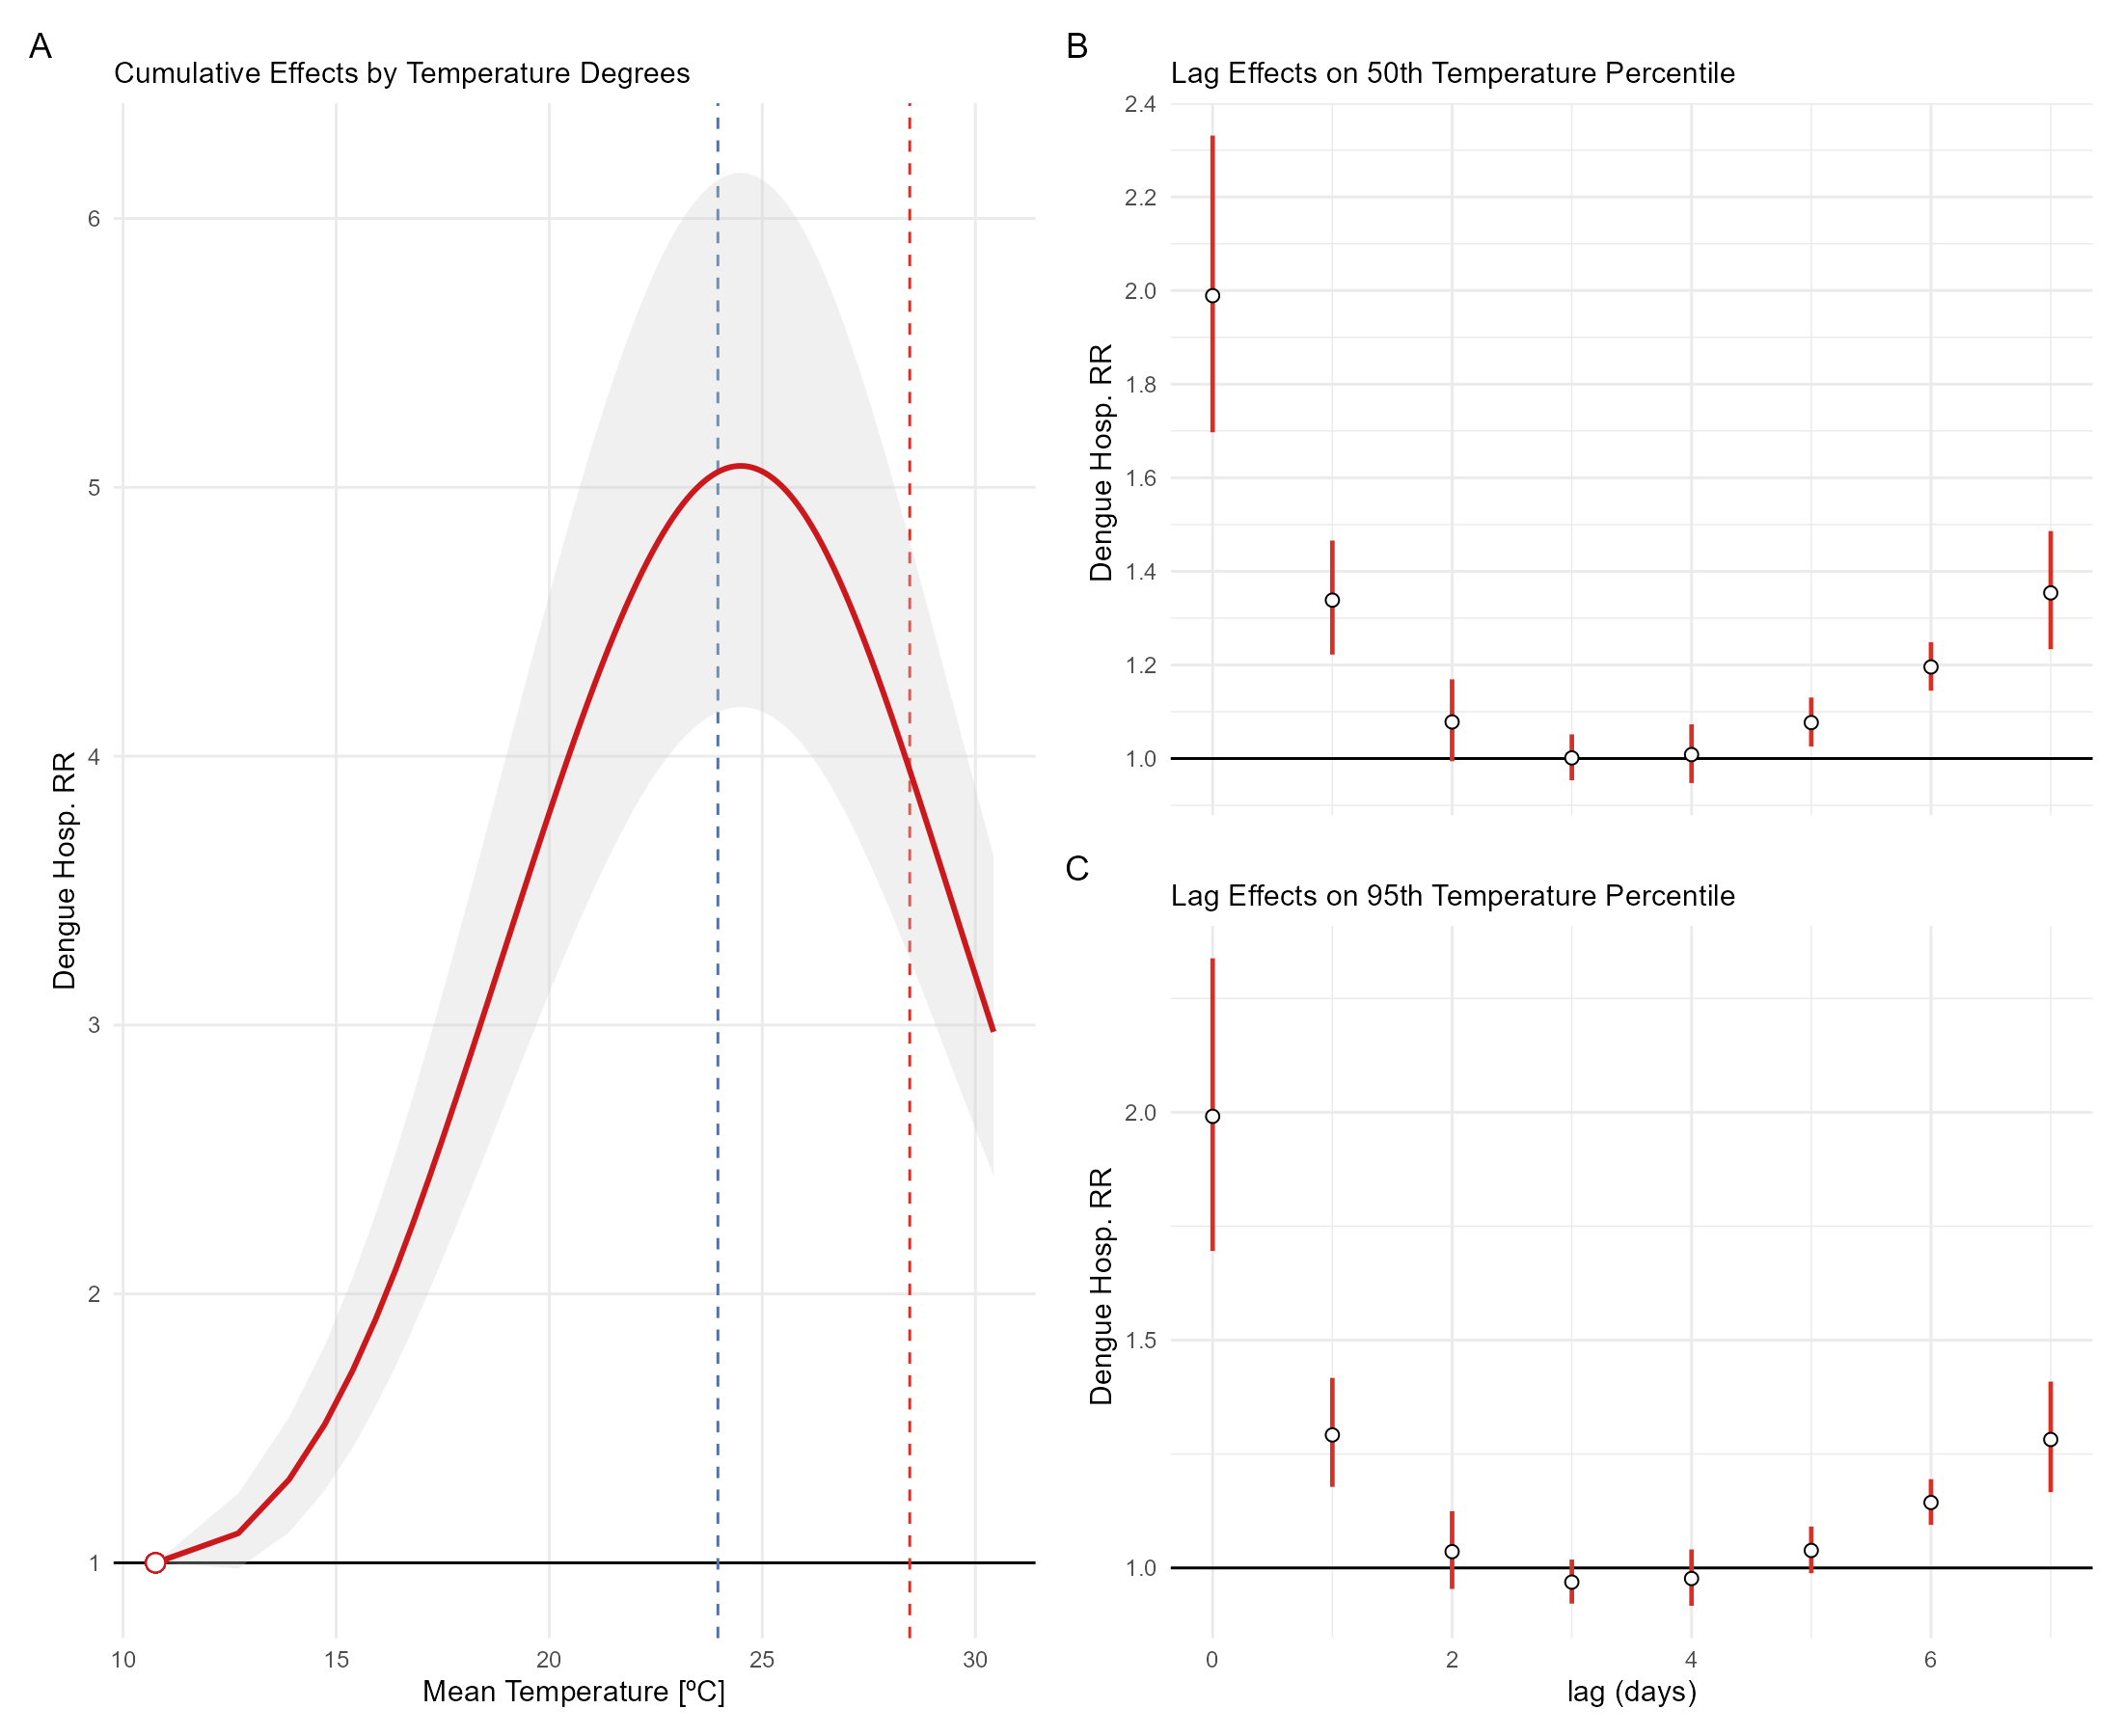 A
Cumulative Effects by Temperature Degrees
Dengue Hosp. RR
6
5
4
3
2
1
10 15 20 25 30
Mean Temperature [ºC]
B
Lag Effects on 50th Temperature Percentile
Dengue Hosp. RR
2.4
2.2
2.0
1.8
1.6
1.4
1.2
1.0
C
Lag Effects on 95th Temperature Percentile
Dengue Hosp. RR
2.0
1.5
1.0
0 2 4 6
lag (days)